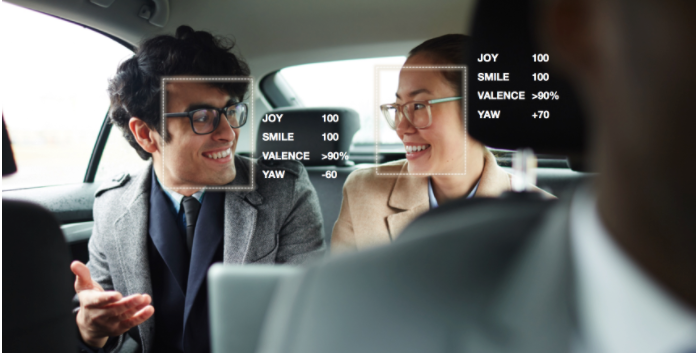 JOY 100
SMILE 100
VALENCE >90%
YAW -60
JOY 100
SMILE 100
VALENCE >90%
YAW +70